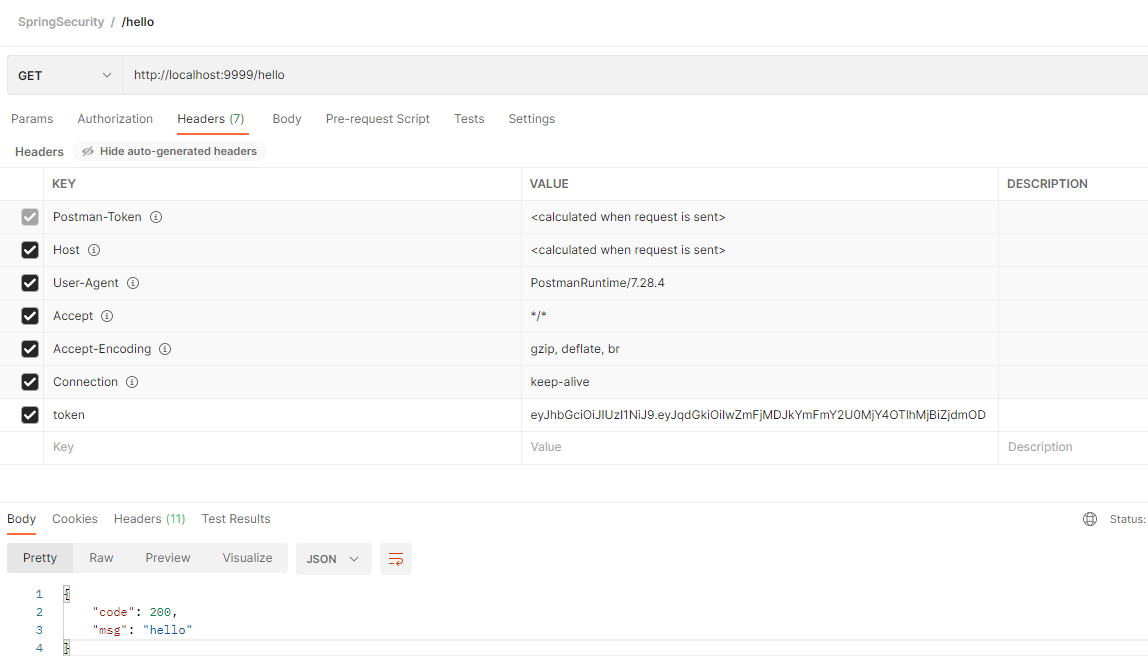 SpringSecurity / /hello
GET http://localhost:9999/hello
Params Authorization Headers (7) Body Pre-request Script Tests Settings
Headers Hide auto-generated headers
KEY VALUE DESCRIPTION
Postman-Token <calculated when request is sent>
Host <calculated when request is sent>
User-Agent PostmanRuntime/7.28.4
Accept */*
Accept-Encoding gzip, deflate, br
Connection keep-alive
token eyJhbGciOiJIUzI1NiJ9.eyJqdGkiOiIwZmFjMDJkYmFmY2U0MjY4OTlhMjBiZjdmOD
Key Value Description
Body Cookies Headers (11) Test Results Status:
Pretty Raw Preview Visualize JSON
1 {
2 "code": 200,
3 "msg": "hello"
4 }